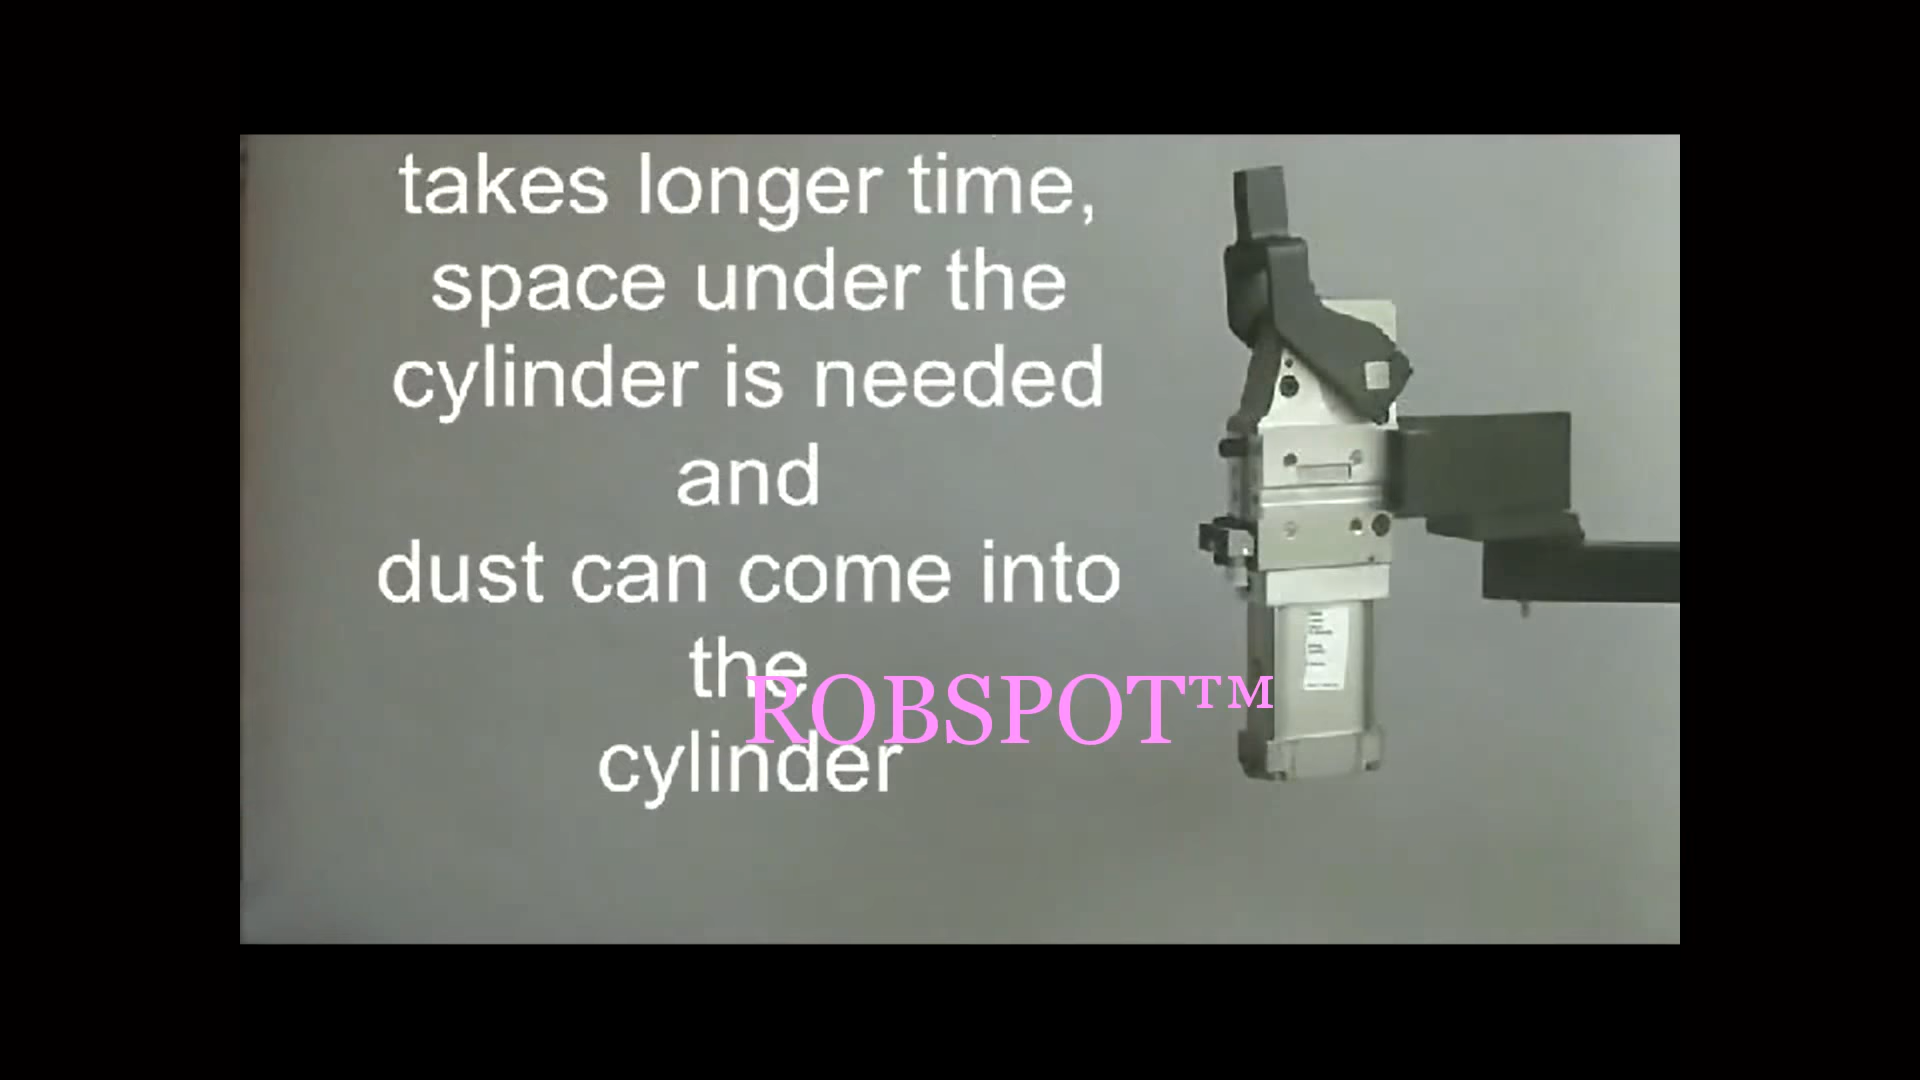 takes longer time,
space under the
cylinder is needed
and
dust can come into
the
cylinder
ROBSPOT™